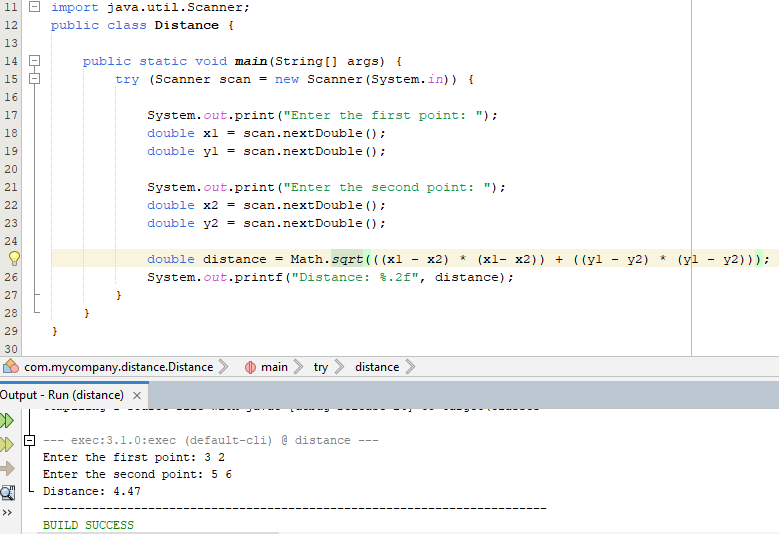 11 import java.util.Scanner;
12 public class Distance {
13
14 public static void main(String[] args) {
15 try (Scanner scan = new Scanner(System.in)) {
16
17 System.out.print("Enter the first point: ");
18 double x1 = scan.nextDouble();
19 double y1 = scan.nextDouble();
20
21 System.out.print("Enter the second point: ");
22 double x2 = scan.nextDouble();
23 double y2 = scan.nextDouble();
24
double distance = Math.sqrt(((x1 - x2) * (x1- x2)) + ((y1 - y2) * (y1 - y2)));
26 System.out.printf("Distance: %.2f", distance);
27 }
28 }
29 }
30
com.mycompany.distance.Distance main try distance
Output - Run (distance) ×
--- exec:3.1.0:exec (default-cli) @ distance ---
Enter the first point: 3 2
Enter the second point: 5 6
Distance: 4.47
------------------------------------------------------------------------
BUILD SUCCESS